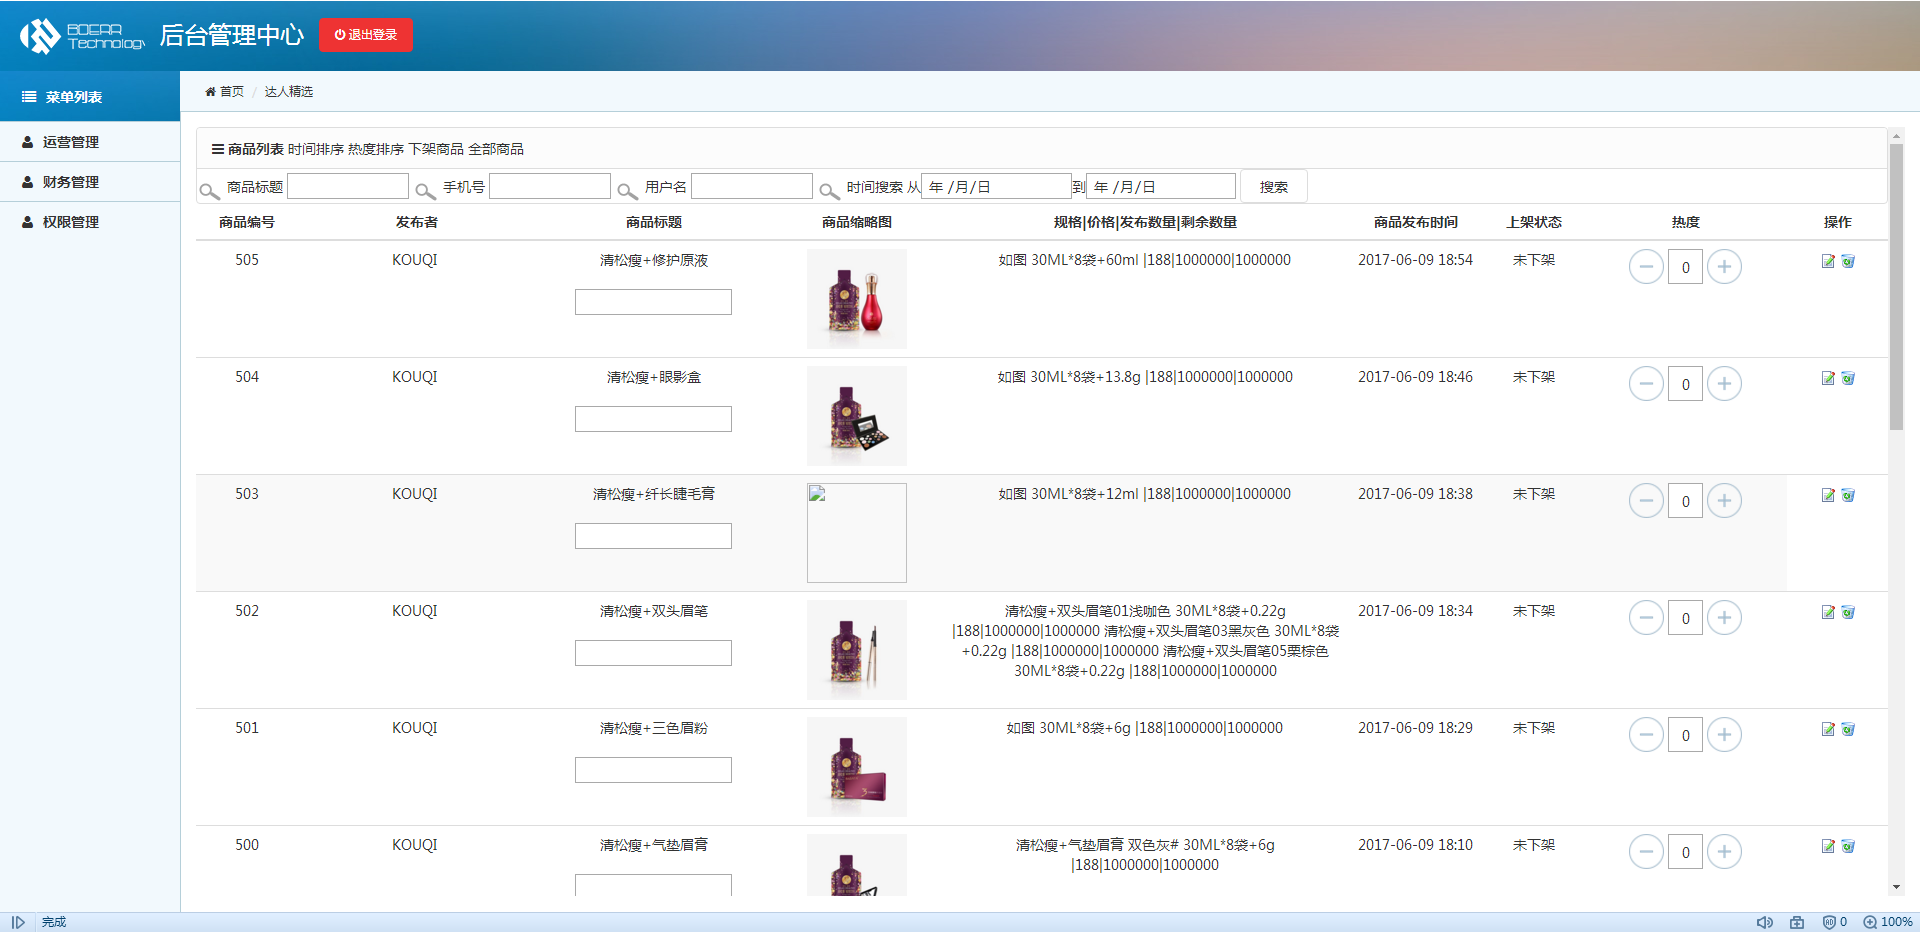 BOERR
Technology
后台管理中心
退出登录
菜单列表
首页 / 达人精选
运营管理
财务管理
权限管理
商品列表 时间排序 热度排序 下架商品 全部商品
商品标题 手机号 用户名 时间搜索 从 年 /月/日 到 年 /月/日 搜索
商品编号 发布者 商品标题 商品缩略图 规格|价格|发布数量|剩余数量 商品发布时间 上架状态 热度 操作
505 KOUQI 清松瘦+修护原液 如图 30ML*8袋+60ml |188|1000000|1000000 2017-06-09 18:54 未下架 0
504 KOUQI 清松瘦+眼影盒 如图 30ML*8袋+13.8g |188|1000000|1000000 2017-06-09 18:46 未下架 0
503 KOUQI 清松瘦+纤长睫毛膏 如图 30ML*8袋+12ml |188|1000000|1000000 2017-06-09 18:38 未下架 0
502 KOUQI 清松瘦+双头眉笔 清松瘦+双头眉笔01浅咖色 30ML*8袋+0.22g 2017-06-09 18:34 未下架 0
|188|1000000|1000000 清松瘦+双头眉笔03黑灰色 30ML*8袋
+0.22g |188|1000000|1000000 清松瘦+双头眉笔05栗棕色
30ML*8袋+0.22g |188|1000000|1000000
501 KOUQI 清松瘦+三色眉粉 如图 30ML*8袋+6g |188|1000000|1000000 2017-06-09 18:29 未下架 0
500 KOUQI 清松瘦+气垫眉膏 清松瘦+气垫眉膏 双色灰# 30ML*8袋+6g 2017-06-09 18:10 未下架 0
|188|1000000|1000000
完成 0 100%